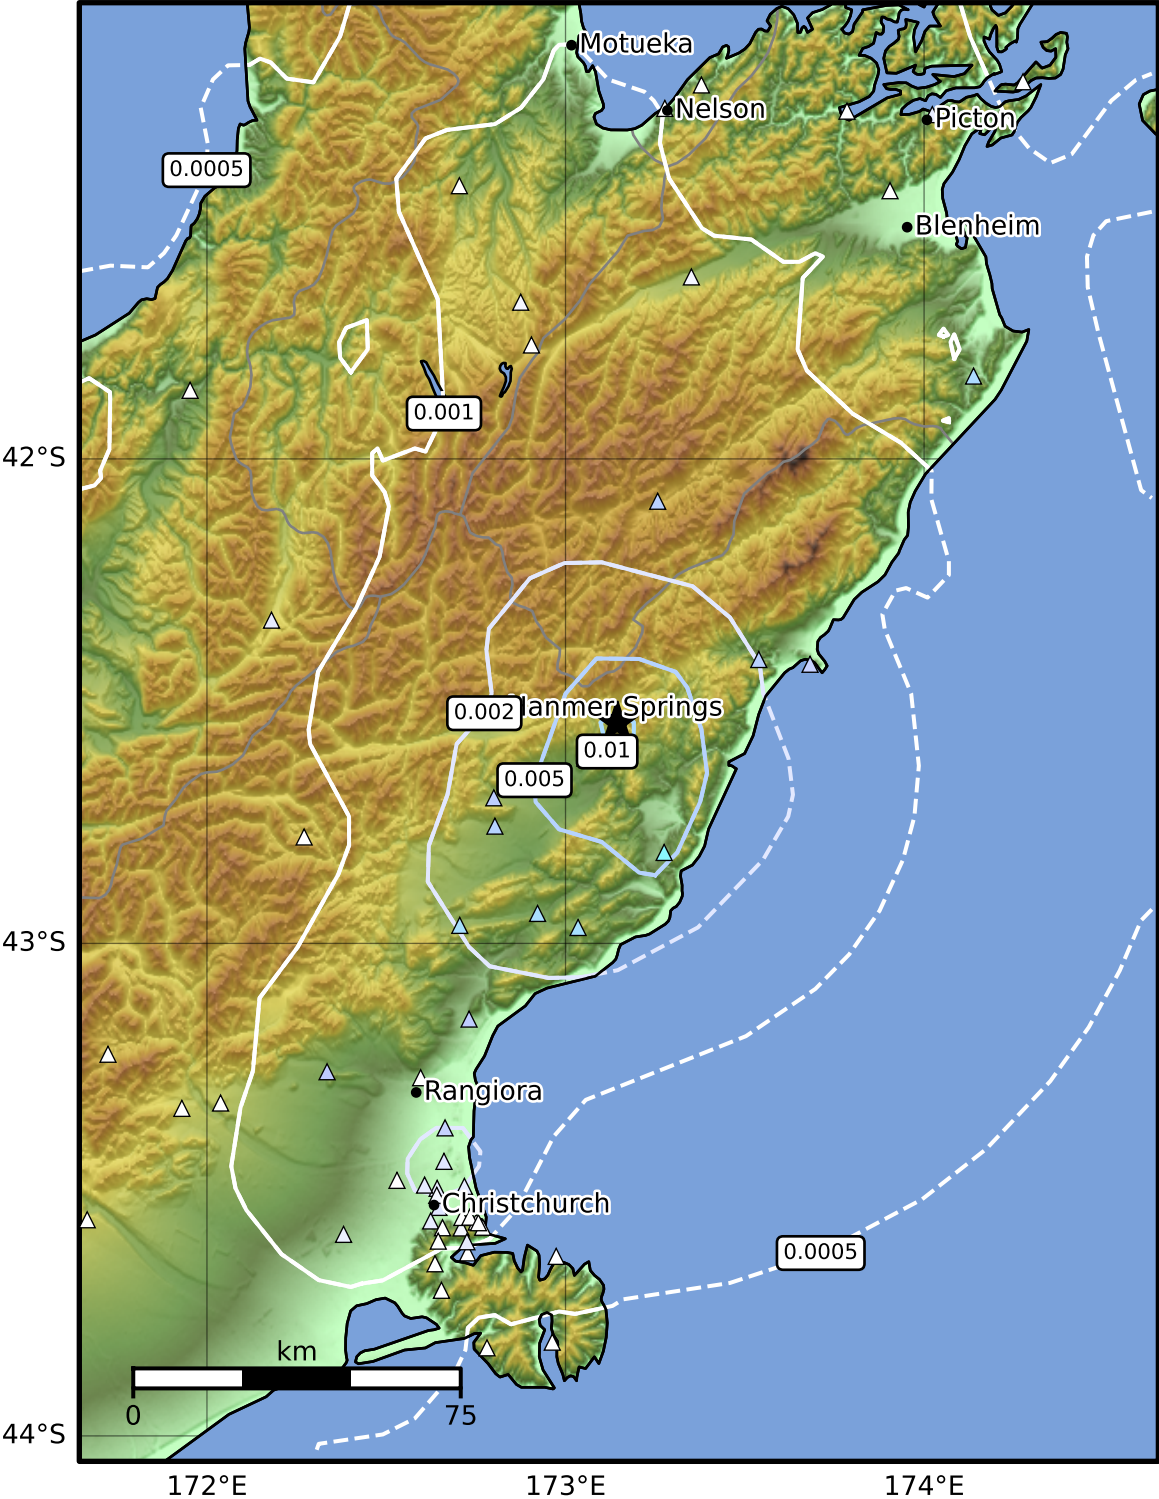 Motueka
Nelson
Picton
0.0005
Blenheim
0.001
42°S
Hanmer Springs
0.002
0.01
0.005
43°S
Rangiora
Christchurch
0.0005
km
0 75
44°S
172°E 173°E 174°E